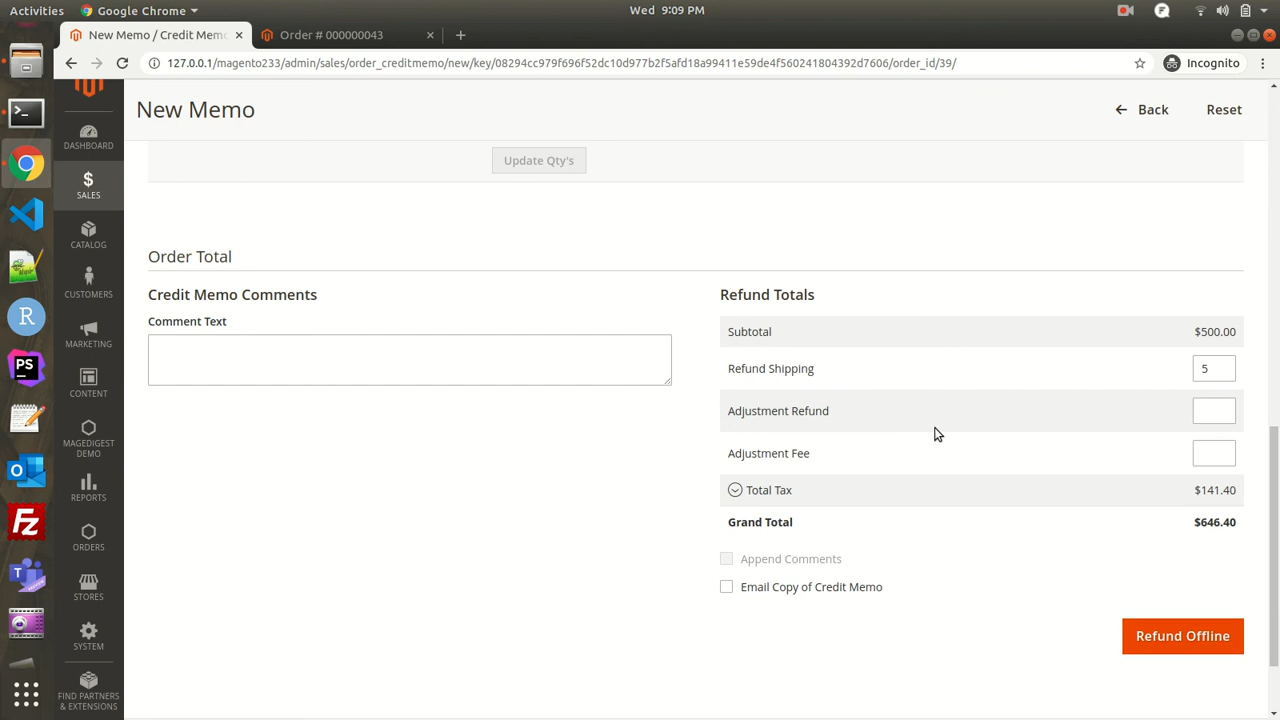 Activities Google Chrome Wed 9:09 PM
New Memo / Credit Memo Order # 000000043
127.0.0.1/magento233/admin/sales/order_creditmemo/new/key/08294cc979f696f52dc10d977b2f5afd18a99411e59de4f560241804392d7606/order_id/39/ Incognito
New Memo Back Reset
DASHBOARD
SALES
CATALOG
CUSTOMERS
MARKETING
CONTENT
MAGEDIGEST
DEMO
REPORTS
ORDERS
STORES
SYSTEM
FIND PARTNERS
& EXTENSIONS
Update Qty's
Order Total
Credit Memo Comments
Comment Text
Refund Totals
Subtotal $500.00
Refund Shipping 5
Adjustment Refund
Adjustment Fee
Total Tax $141.40
Grand Total $646.40
Append Comments
Email Copy of Credit Memo
Refund Offline